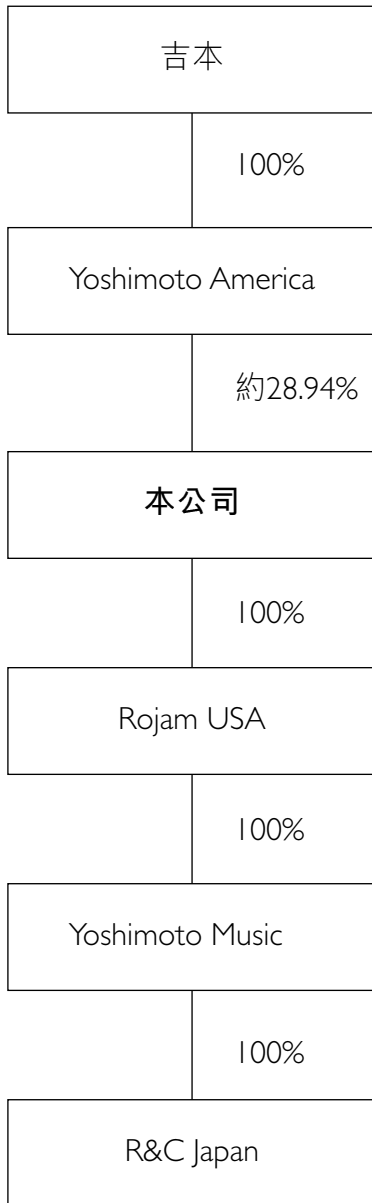 吉本
100%
Yoshimoto America
約28.94%
本公司
100%
Rojam USA
100%
Yoshimoto Music
100%
R&C Japan